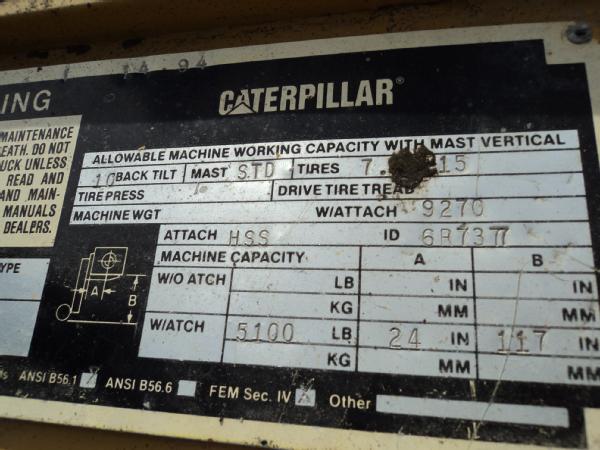 14 94
ING
CATERPILLAR®
MAINTENANCE
EATH. DO NOT
UCK UNLESS
READ AND
AND MAIN-
MANUALS
DEALERS.
ALLOWABLE MACHINE WORKING CAPACITY WITH MAST VERTICAL
10 BACK TILT MAST STD TIRES 7. 15
TIRE PRESS DRIVE TIRE TREAD
MACHINE WGT W/ATTACH 9270
ATTACH HSS ID 6R737
MACHINE CAPACITY A B
YPE
W/O ATCH LB IN IN
A
B
KG MM MM
W/ATCH 5100 LB 24 IN 117 IN
KG MM MM
ANSI B56.1 ANSI B56.6 FEM Sec. IV Other